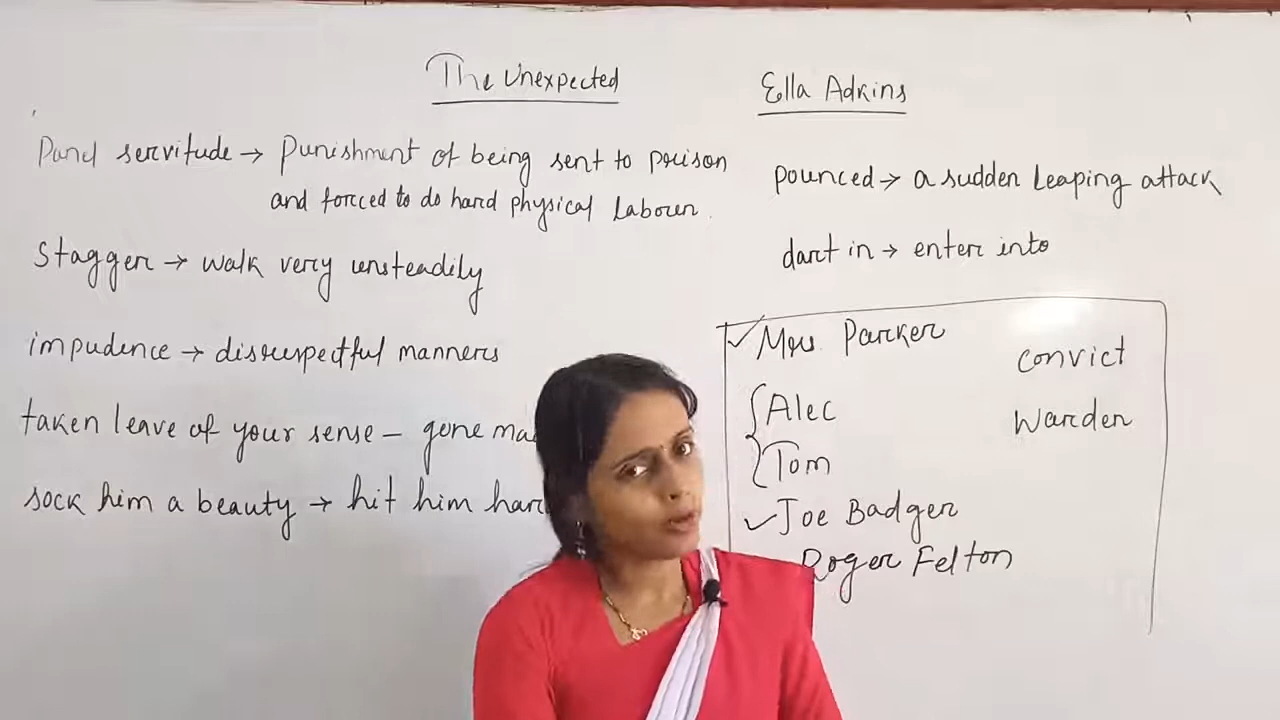 The Unexpected
Ella Adkins
Panel servitude → Punishment of being sent to prison
and forced to do hard physical labour.
Stagger → walk very unsteadily
impudence → disrespectful manners
taken leave of your sense - gone
sock him a beauty → hit him
pounced → a sudden leaping attack
dart in → enter into
✓ Mrs. Parker
Alec
Tom
✓ Joe Badger
Roger Felton
convict
Warden